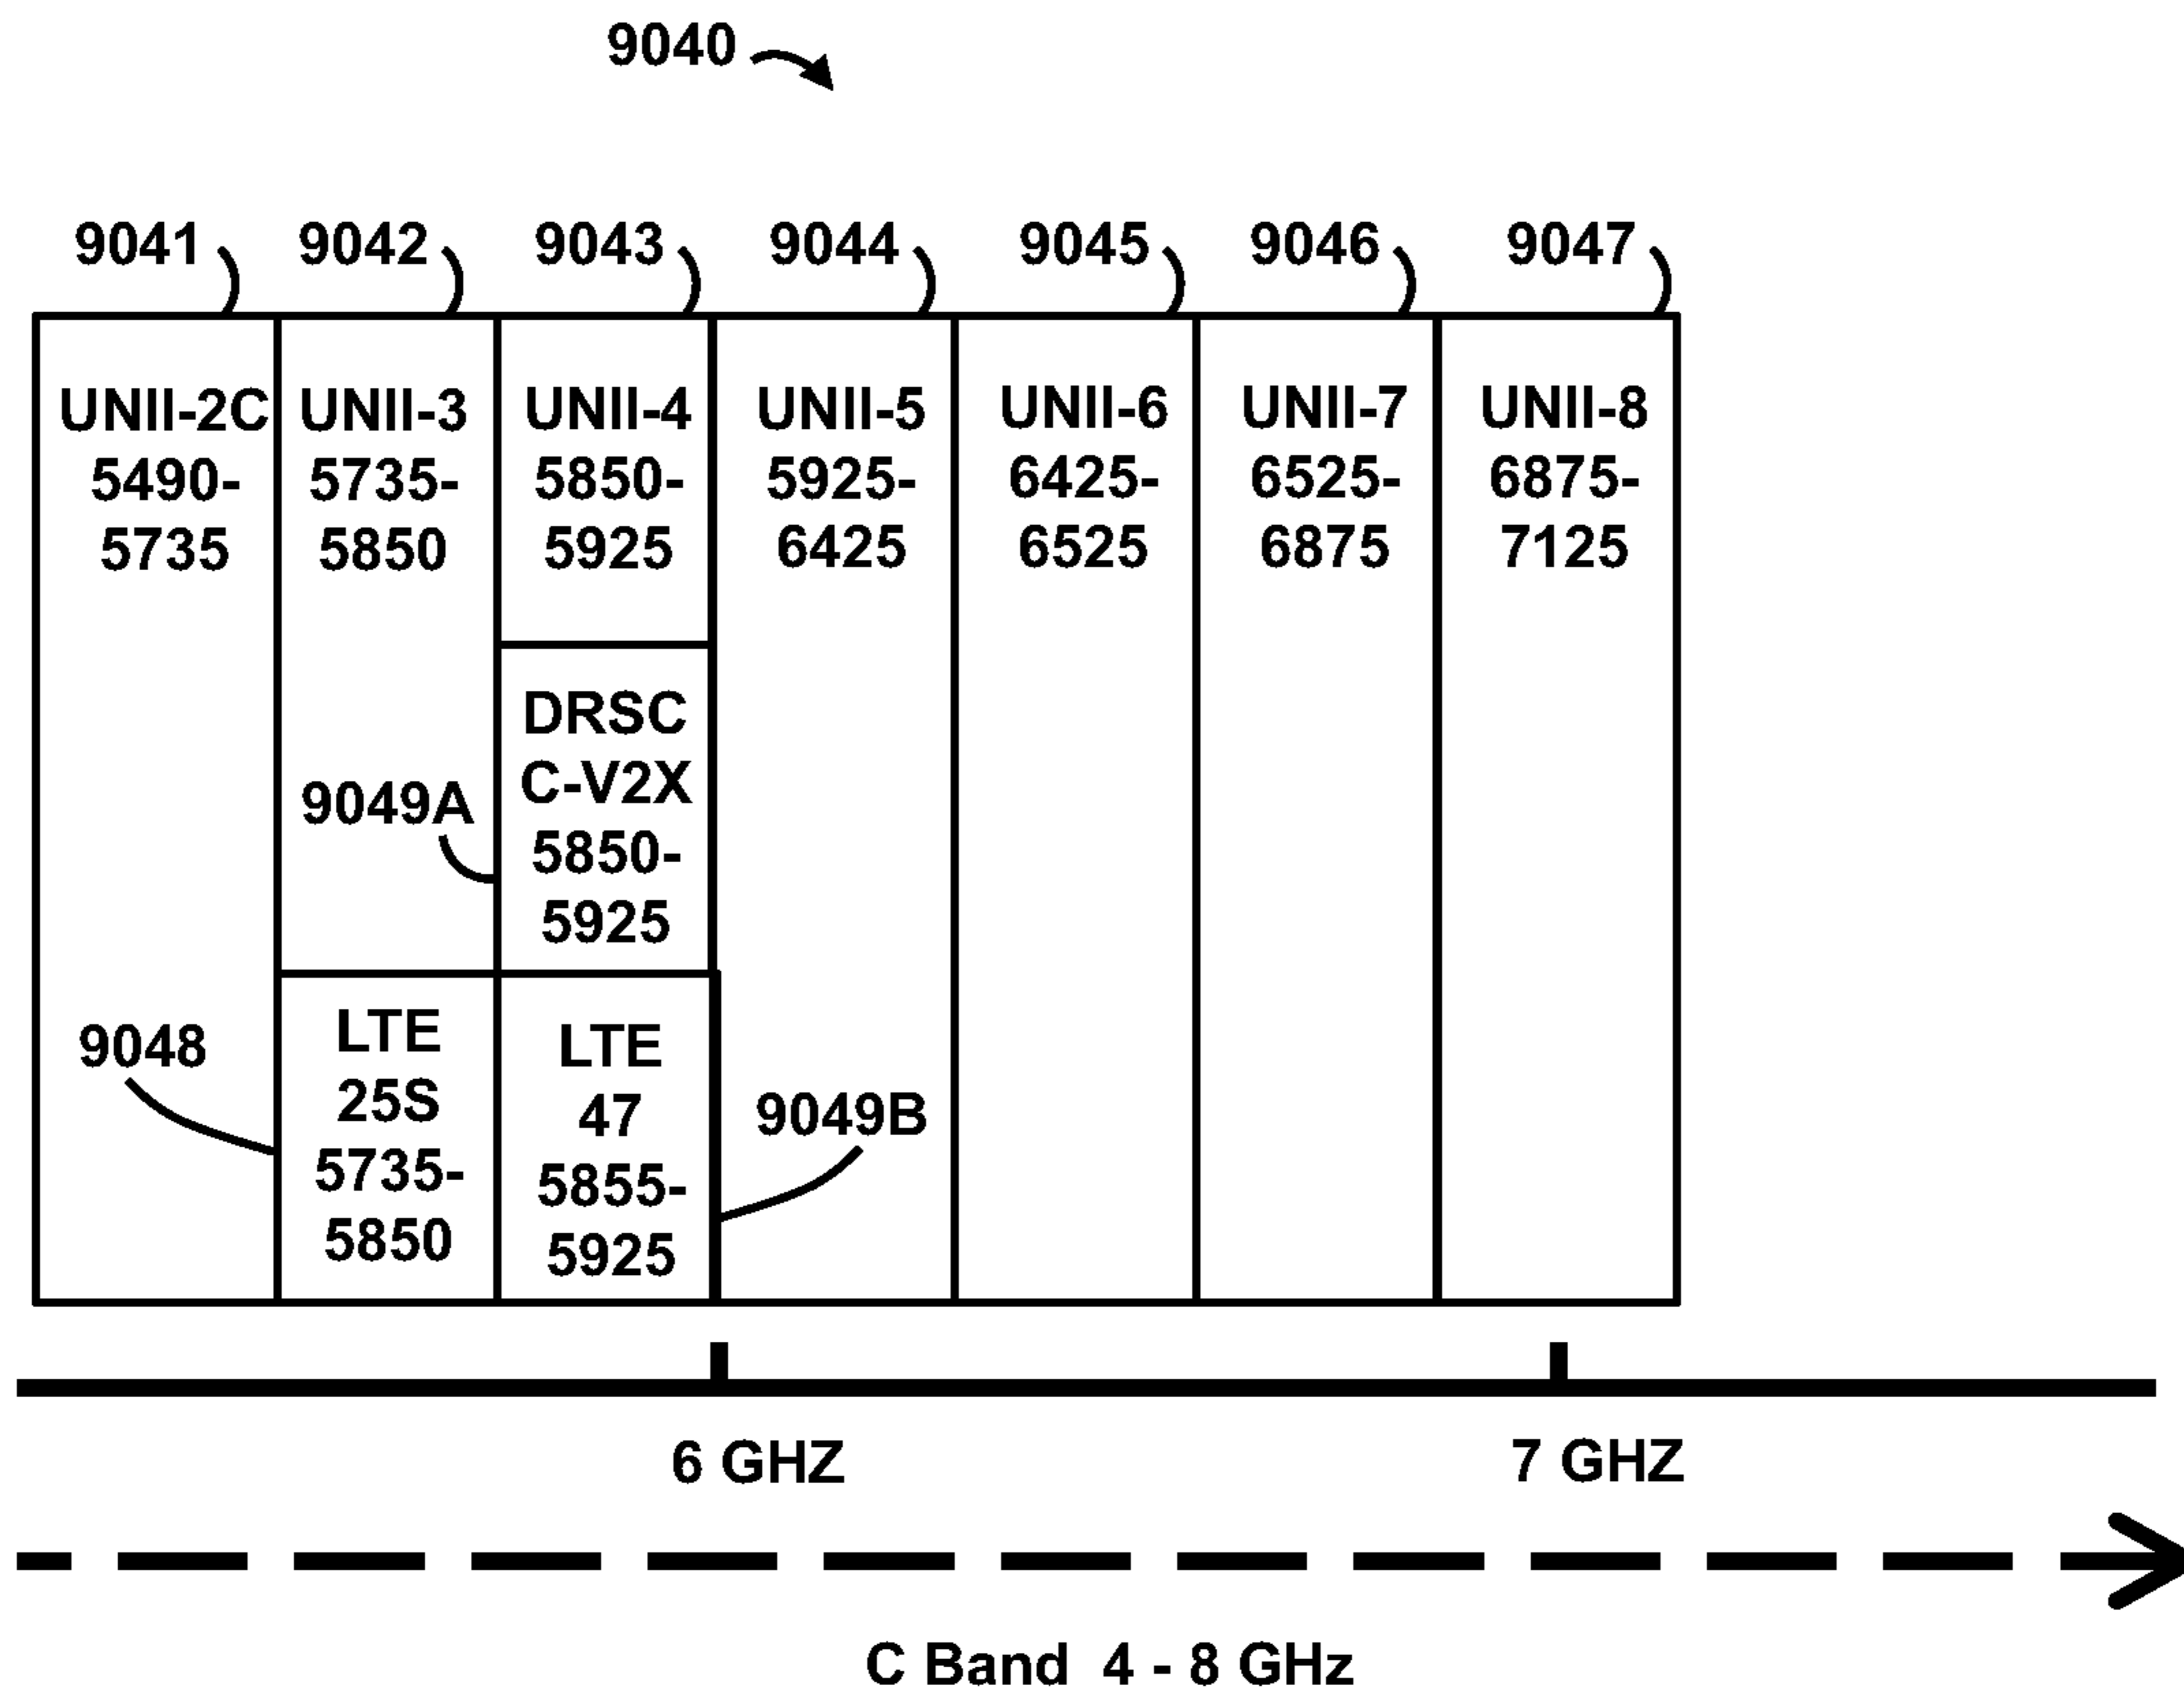 9040
9041 9042 9043 9044 9045 9046 9047
UNII-2C
5490-
5735
UNII-3
5735-
5850
UNII-4
5850-
5925
UNII-5
5925-
6425
UNII-6
6425-
6525
UNII-7
6525-
6875
UNII-8
6875-
7125
DRSC
C-V2X
5850-
5925
9049A
9048
LTE
25S
5735-
5850
LTE
47
5855-
5925
9049B
6 GHZ
7 GHZ
C Band 4 - 8 GHz